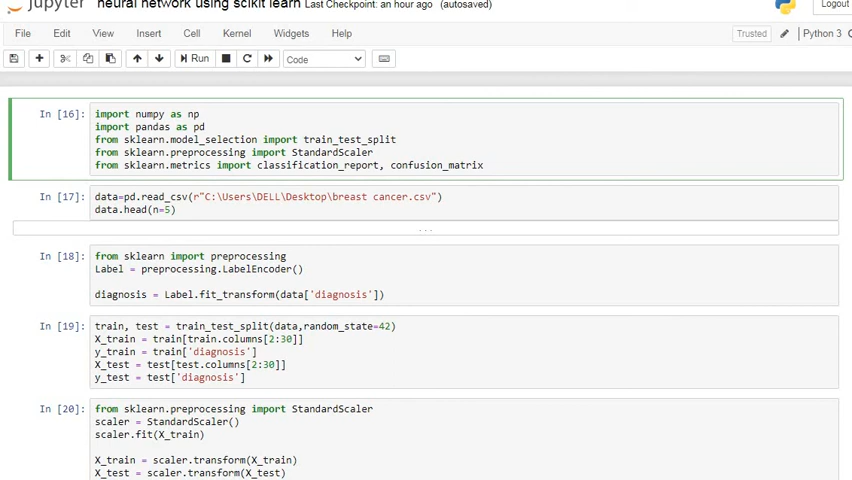 jupyter neural network using scikit learn Last Checkpoint: an hour ago (autosaved) Logout
File Edit View Insert Cell Kernel Widgets Help Trusted Python 3
Run Code
In [16]: import numpy as np
import pandas as pd
from sklearn.model_selection import train_test_split
from sklearn.preprocessing import StandardScaler
from sklearn.metrics import classification_report, confusion_matrix
In [17]: data=pd.read_csv(r"C:\Users\DELL\Desktop\breast cancer.csv")
data.head(n=5)
...
In [18]: from sklearn import preprocessing
Label = preprocessing.LabelEncoder()
diagnosis = Label.fit_transform(data['diagnosis'])
In [19]: train, test = train_test_split(data,random_state=42)
X_train = train[train.columns[2:30]]
y_train = train['diagnosis']
X_test = test[test.columns[2:30]]
y_test = test['diagnosis']
In [20]: from sklearn.preprocessing import StandardScaler
scaler = StandardScaler()
scaler.fit(X_train)
X_train = scaler.transform(X_train)
X_test = scaler.transform(X_test)